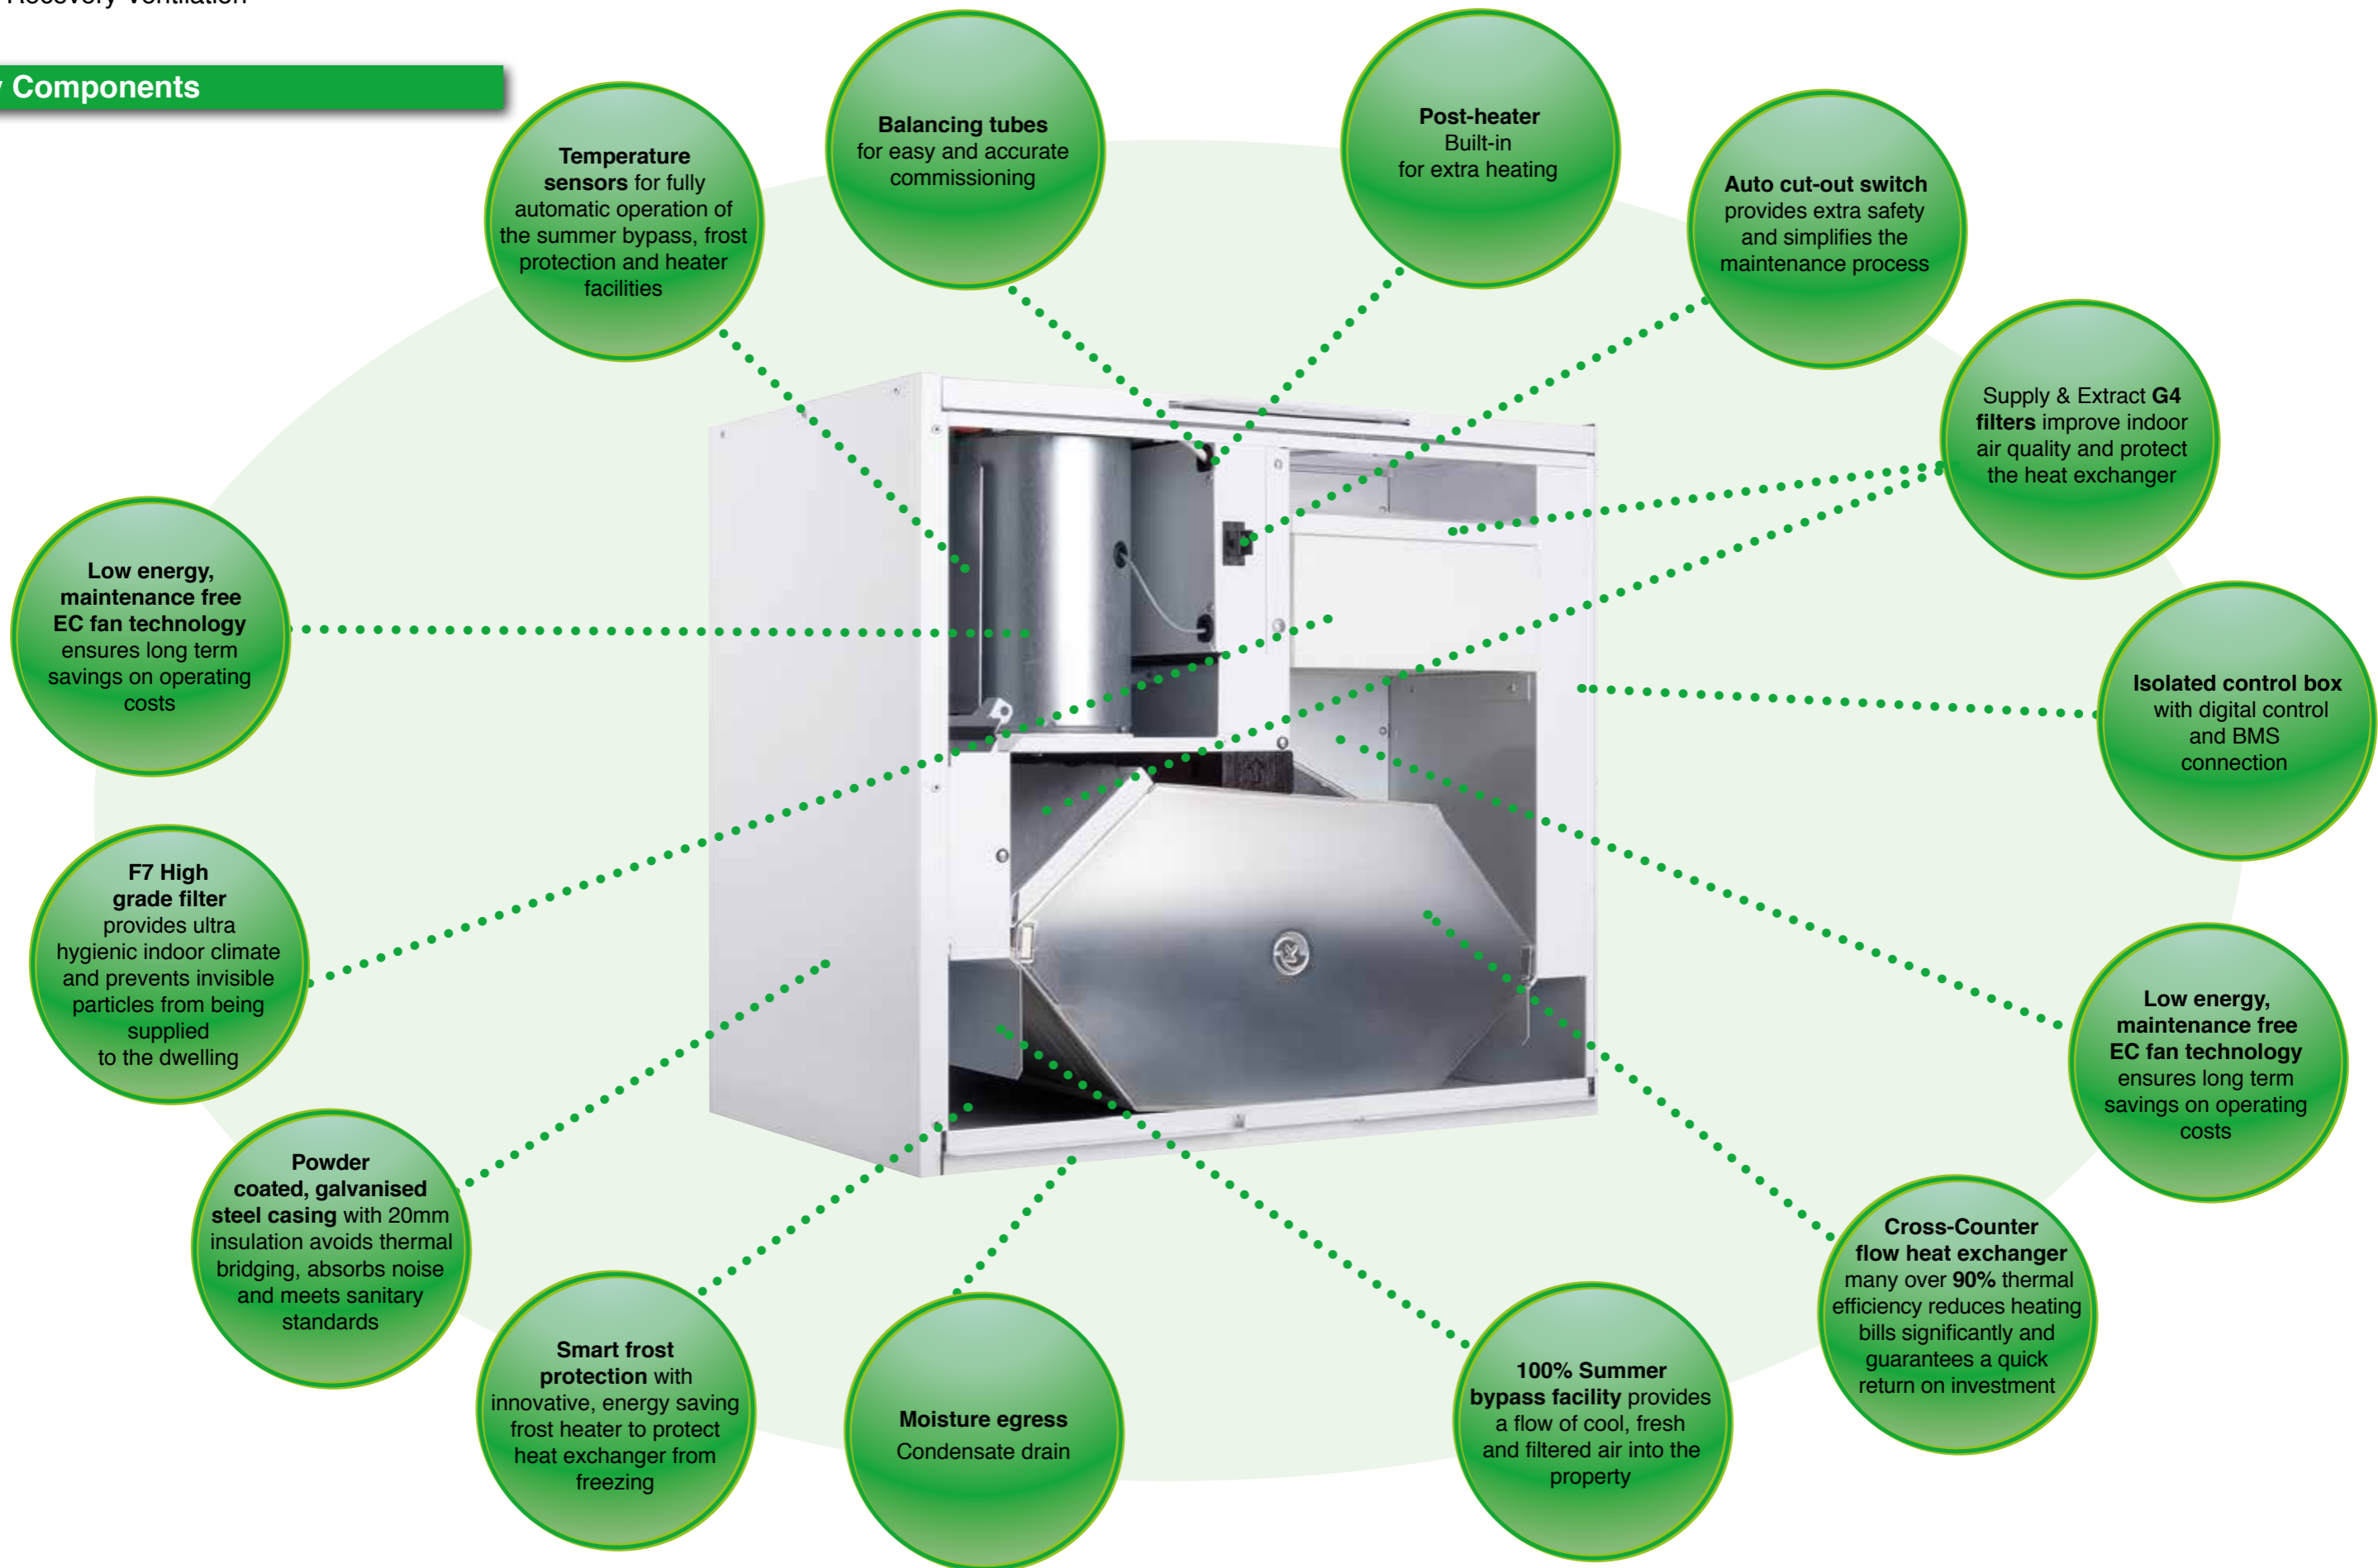 Recovery Ventilation
Components
Temperature
sensors for fully
automatic operation of
the summer bypass, frost
protection and heater
facilities
Balancing tubes
for easy and accurate
commissioning
Post-heater
Built-in
for extra heating
Auto cut-out switch
provides extra safety
and simplifies the
maintenance process
Supply & Extract G4
filters improve indoor
air quality and protect
the heat exchanger
Low energy,
maintenance free
EC fan technology
ensures long term
savings on operating
costs
Isolated control box
with digital control
and BMS
connection
F7 High
grade filter
provides ultra
hygienic indoor climate
and prevents invisible
particles from being
supplied
to the dwelling
Low energy,
maintenance free
EC fan technology
ensures long term
savings on operating
costs
Powder
coated, galvanised
steel casing with 20mm
insulation avoids thermal
bridging, absorbs noise
and meets sanitary
standards
Cross-Counter
flow heat exchanger
many over 90% thermal
efficiency reduces heating
bills significantly and
guarantees a quick
return on investment
Smart frost
protection with
innovative, energy saving
frost heater to protect
heat exchanger from
freezing
Moisture egress
Condensate drain
100% Summer
bypass facility provides
a flow of cool, fresh
and filtered air into the
property